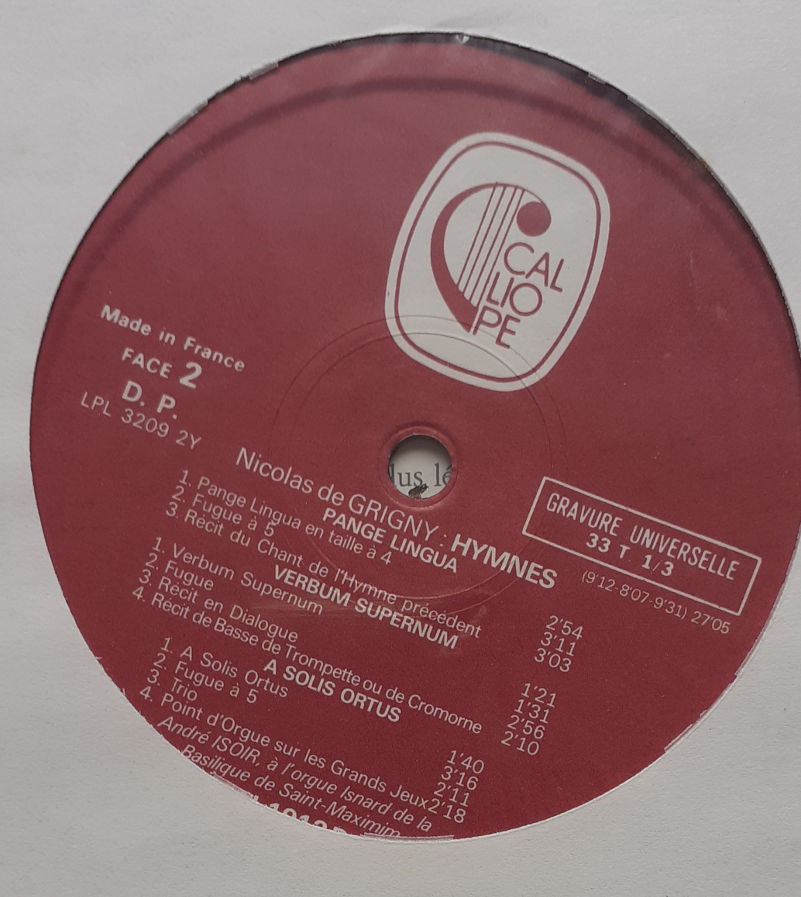 CAL
LIO
PE
Made in France
FACE 2
D. P.
LPL 3209 2Y
GRAVURE UNIVERSELLE
33 T 1/3
(9'12-8'07-9'31) 27'05
Nicolas de GRIGNY : HYMNES
PANGE LINGUA
1. Pange Lingua en taille à 4 2'54
2. Fugue à 5 3'11
3. Récit du Chant de l'Hymne précédent 3'03
VERBUM SUPERNUM
1. Verbum Supernum 1'21
2. Fugue 1'31
3. Récit en Dialogue 2'56
4. Récit de Basse de Trompette ou de Cromorne 2'10
A SOLIS ORTUS
1. A Solis Ortus 1'40
2. Fugue à 5 3'16
3. Trio 2'11
4. Point d'Orgue sur les Grands Jeux 2'18
André ISOIR, à l'orgue Isnard de la
Basilique de Saint-Maximim
lus lé